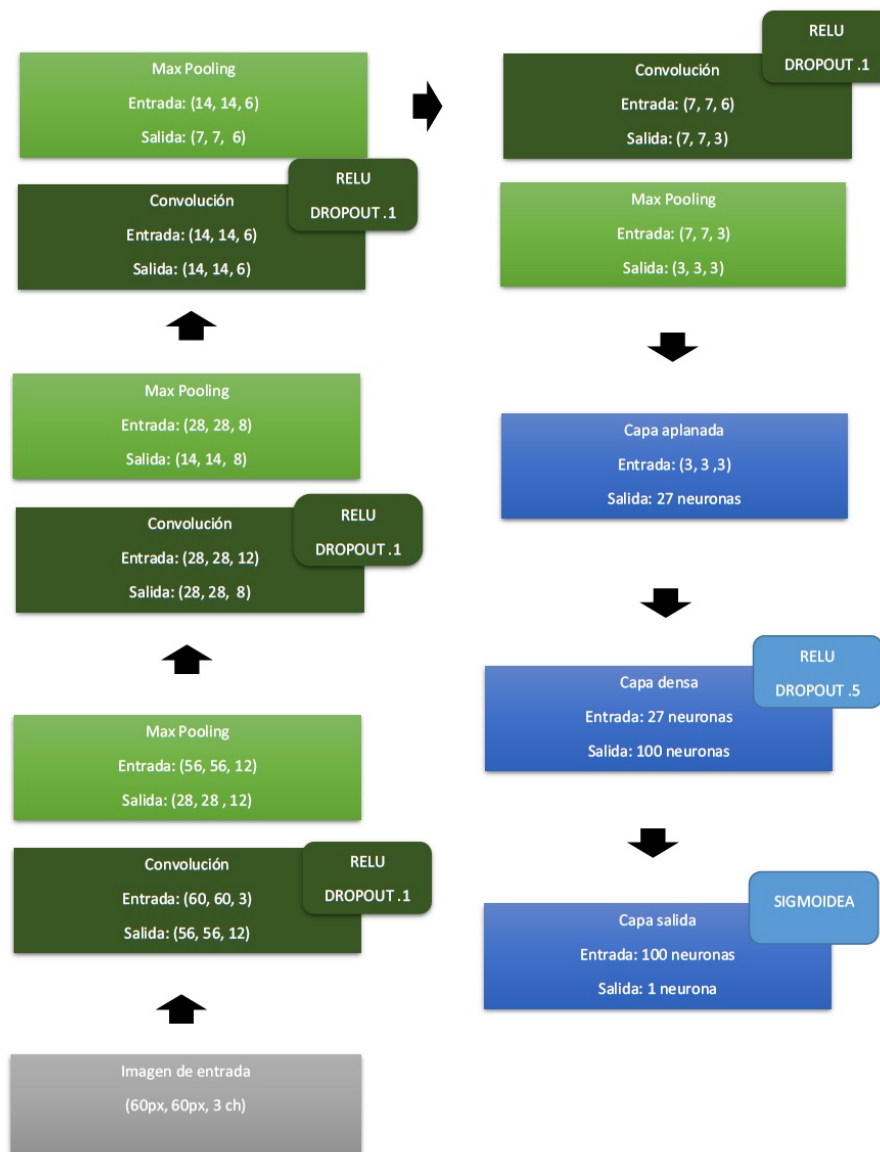 Imagen de entrada
(60px, 60px, 3 ch)
Convolución
Entrada: (60, 60, 3)
Salida: (56, 56, 12)
RELU
DROPOUT .1
Max Pooling
Entrada: (56, 56, 12)
Salida: (28, 28 , 12)
Convolución
Entrada: (28, 28, 12)
Salida: (28, 28, 8)
RELU
DROPOUT .1
Max Pooling
Entrada: (28, 28, 8)
Salida: (14, 14, 8)
Convolución
Entrada: (14, 14, 6)
Salida: (14, 14, 6)
RELU
DROPOUT .1
Max Pooling
Entrada: (14, 14, 6)
Salida: (7, 7, 6)
Convolución
Entrada: (7, 7, 6)
Salida: (7, 7, 3)
RELU
DROPOUT .1
Max Pooling
Entrada: (7, 7, 3)
Salida: (3, 3, 3)
Capa aplanada
Entrada: (3, 3 ,3)
Salida: 27 neuronas
Capa densa
Entrada: 27 neuronas
Salida: 100 neuronas
RELU
DROPOUT .5
Capa salida
Entrada: 100 neuronas
Salida: 1 neurona
SIGMOIDEA